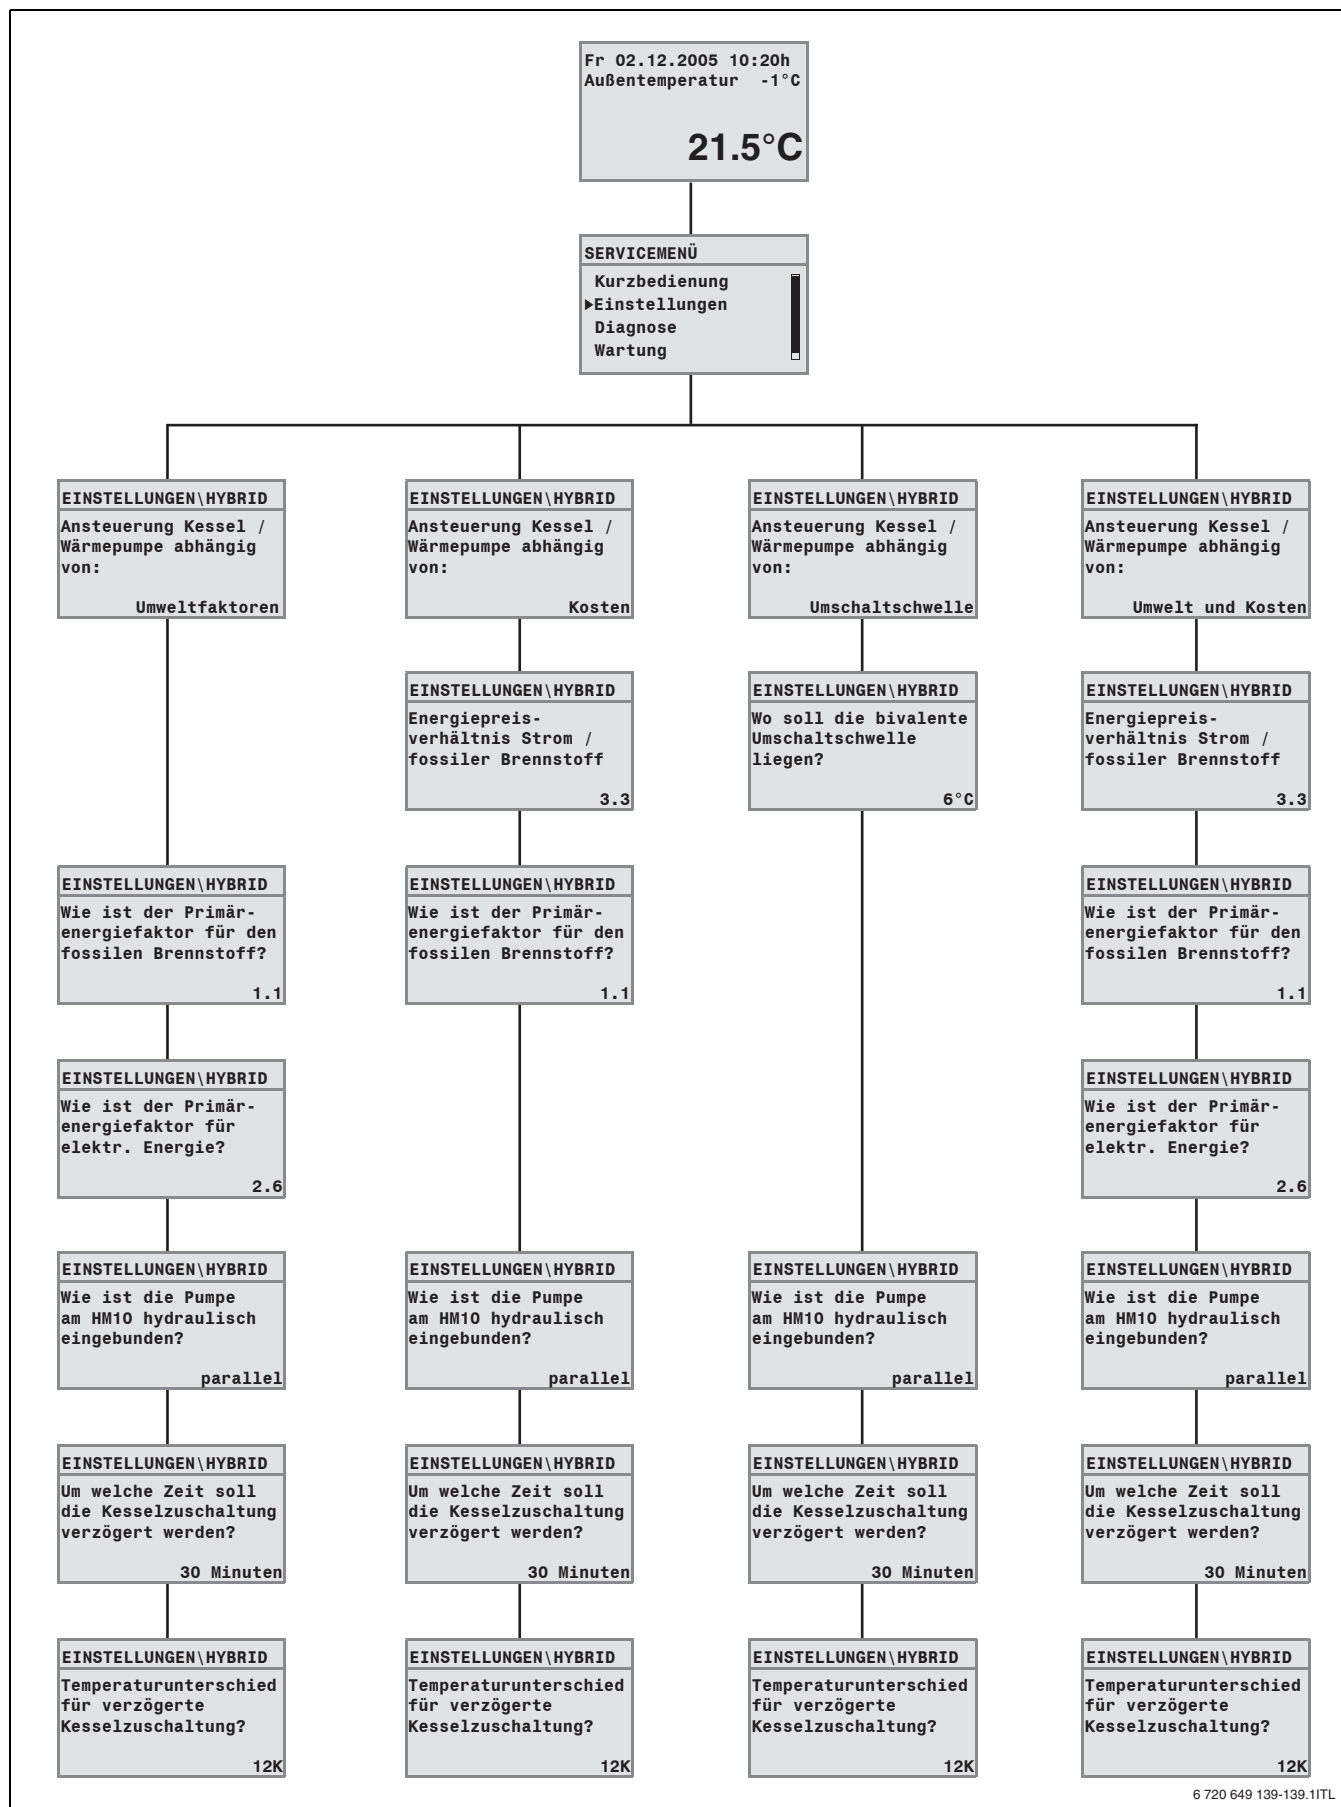 Fr 02.12.2005 10:20h
Außentemperatur -1°C
21.5°C
SERVICEMENÜ
Kurzbedienung
▶Einstellungen
Diagnose
Wartung
EINSTELLUNGEN\HYBRID
Ansteuerung Kessel /
Wärmepumpe abhängig
von:
Umweltfaktoren
EINSTELLUNGEN\HYBRID
Ansteuerung Kessel /
Wärmepumpe abhängig
von:
Kosten
EINSTELLUNGEN\HYBRID
Ansteuerung Kessel /
Wärmepumpe abhängig
von:
Umschaltschwelle
EINSTELLUNGEN\HYBRID
Ansteuerung Kessel /
Wärmepumpe abhängig
von:
Umwelt und Kosten
EINSTELLUNGEN\HYBRID
Energiepreis-
verhältnis Strom /
fossiler Brennstoff
3.3
EINSTELLUNGEN\HYBRID
Wo soll die bivalente
Umschaltschwelle
liegen?
6°C
EINSTELLUNGEN\HYBRID
Energiepreis-
verhältnis Strom /
fossiler Brennstoff
3.3
EINSTELLUNGEN\HYBRID
Wie ist der Primär-
energiefaktor für den
fossilen Brennstoff?
1.1
EINSTELLUNGEN\HYBRID
Wie ist der Primär-
energiefaktor für den
fossilen Brennstoff?
1.1
EINSTELLUNGEN\HYBRID
Wie ist der Primär-
energiefaktor für den
fossilen Brennstoff?
1.1
EINSTELLUNGEN\HYBRID
Wie ist der Primär-
energiefaktor für
elektr. Energie?
2.6
EINSTELLUNGEN\HYBRID
Wie ist der Primär-
energiefaktor für
elektr. Energie?
2.6
EINSTELLUNGEN\HYBRID
Wie ist die Pumpe
am HM10 hydraulisch
eingebunden?
parallel
EINSTELLUNGEN\HYBRID
Wie ist die Pumpe
am HM10 hydraulisch
eingebunden?
parallel
EINSTELLUNGEN\HYBRID
Wie ist die Pumpe
am HM10 hydraulisch
eingebunden?
parallel
EINSTELLUNGEN\HYBRID
Wie ist die Pumpe
am HM10 hydraulisch
eingebunden?
parallel
EINSTELLUNGEN\HYBRID
Um welche Zeit soll
die Kesselzuschaltung
verzögert werden?
30 Minuten
EINSTELLUNGEN\HYBRID
Um welche Zeit soll
die Kesselzuschaltung
verzögert werden?
30 Minuten
EINSTELLUNGEN\HYBRID
Um welche Zeit soll
die Kesselzuschaltung
verzögert werden?
30 Minuten
EINSTELLUNGEN\HYBRID
Um welche Zeit soll
die Kesselzuschaltung
verzögert werden?
30 Minuten
EINSTELLUNGEN\HYBRID
Temperaturunterschied
für verzögerte
Kesselzuschaltung?
12K
EINSTELLUNGEN\HYBRID
Temperaturunterschied
für verzögerte
Kesselzuschaltung?
12K
EINSTELLUNGEN\HYBRID
Temperaturunterschied
für verzögerte
Kesselzuschaltung?
12K
EINSTELLUNGEN\HYBRID
Temperaturunterschied
für verzögerte
Kesselzuschaltung?
12K
6 720 649 139-139.1ITL